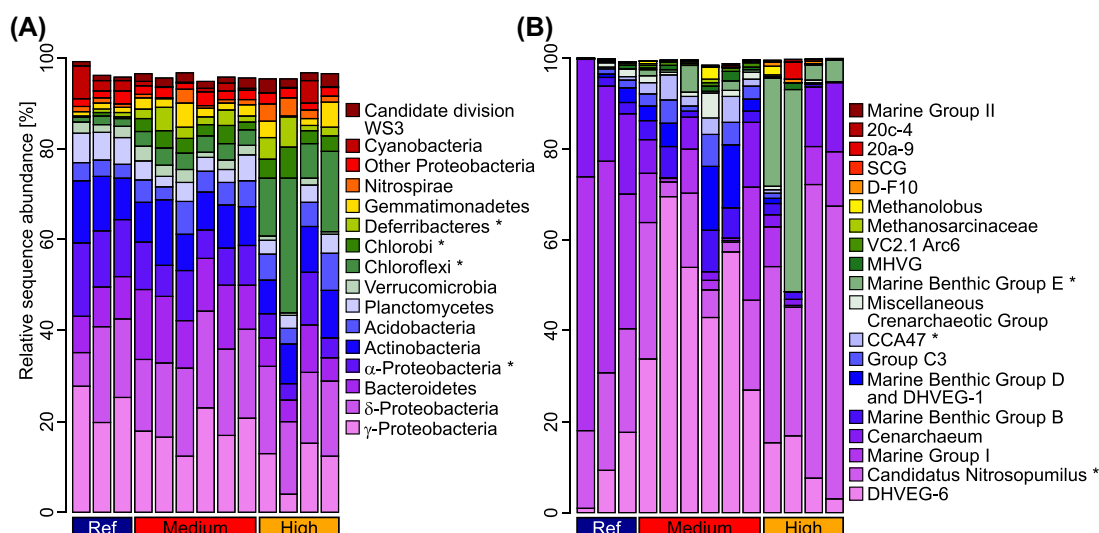 (A)
Relative sequence abundance [%]
100
80
60
40
20
0
Ref
Medium
High
Candidate division
WS3
Cyanobacteria
Other Proteobacteria
Nitrospirae
Gemmatimonadetes
Deferribacteres *
Chlorobi *
Chloroflexi *
Verrucomicrobia
Planctomycetes
Acidobacteria
Actinobacteria
α-Proteobacteria *
Bacteroidetes
δ-Proteobacteria
γ-Proteobacteria
(B)
100
80
60
40
20
0
Ref
Medium
High
Marine Group II
20c-4
20a-9
SCG
D-F10
Methanolobus
Methanosarcinaceae
VC2.1 Arc6
MHVG
Marine Benthic Group E *
Miscellaneous
Crenarchaeotic Group
CCA47 *
Group C3
Marine Benthic Group D
and DHVEG-1
Marine Benthic Group B
Cenarchaeum
Marine Group I
Candidatus Nitrosopumilus *
DHVEG-6